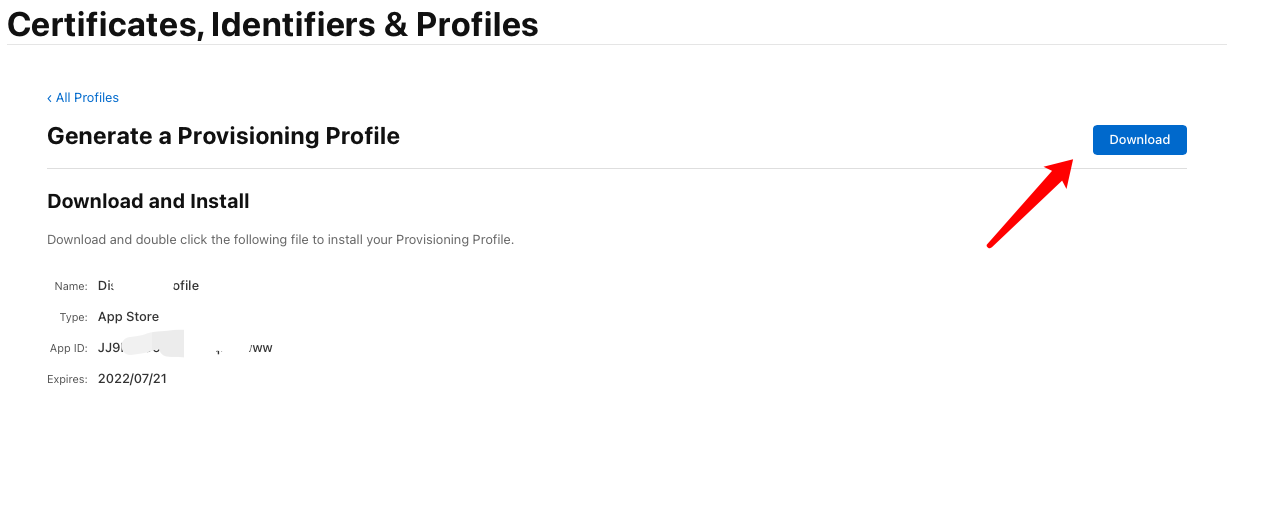 Certificates, Identifiers & Profiles
‹ All Profiles
Generate a Provisioning Profile
Download
Download and Install
Download and double click the following file to install your Provisioning Profile.
Name: Dis ofile
Type: App Store
App ID: JJ9 ww
Expires: 2022/07/21